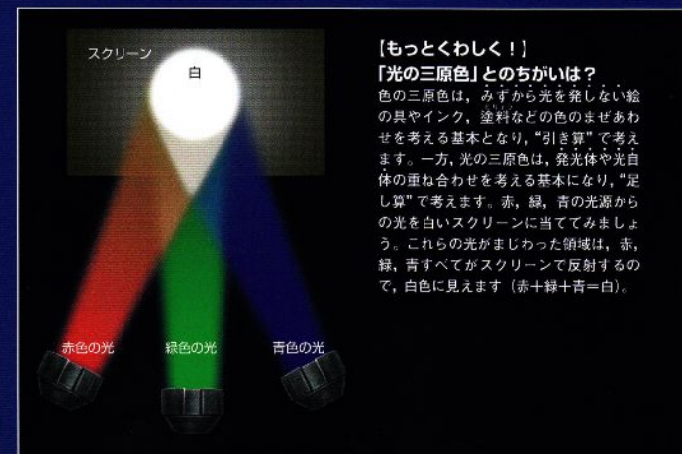 スクリーン
白
赤色の光
緑色の光
青色の光
【もっとくわしく！】
「光の三原色」とのちがいは？
色の三原色は，みずから光を発しない絵
の具やインク，塗料などの色のまぜあわ
せを考える基本となり，“引き算”で考え
ます。一方，光の三原色は，発光体や光自
体の重ね合わせを考える基本になり，“足
し算”で考えます。赤，緑，青の光源から
の光を白いスクリーンに当ててみましょ
う。これらの光がまじわった領域は，赤，
緑，青すべてがスクリーンで反射するの
で，白色に見えます（赤＋緑＋青＝白）。